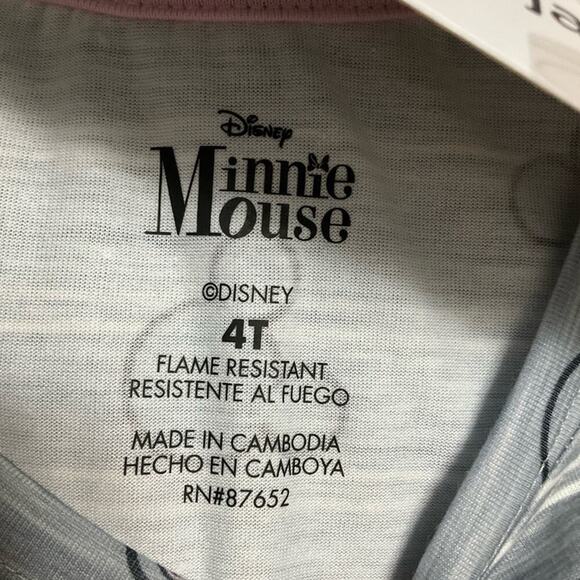 Disney
Minnie
Mouse
©DISNEY
4T
FLAME RESISTANT
RESISTENTE AL FUEGO
MADE IN CAMBODIA
HECHO EN CAMBOYA
RN#87652